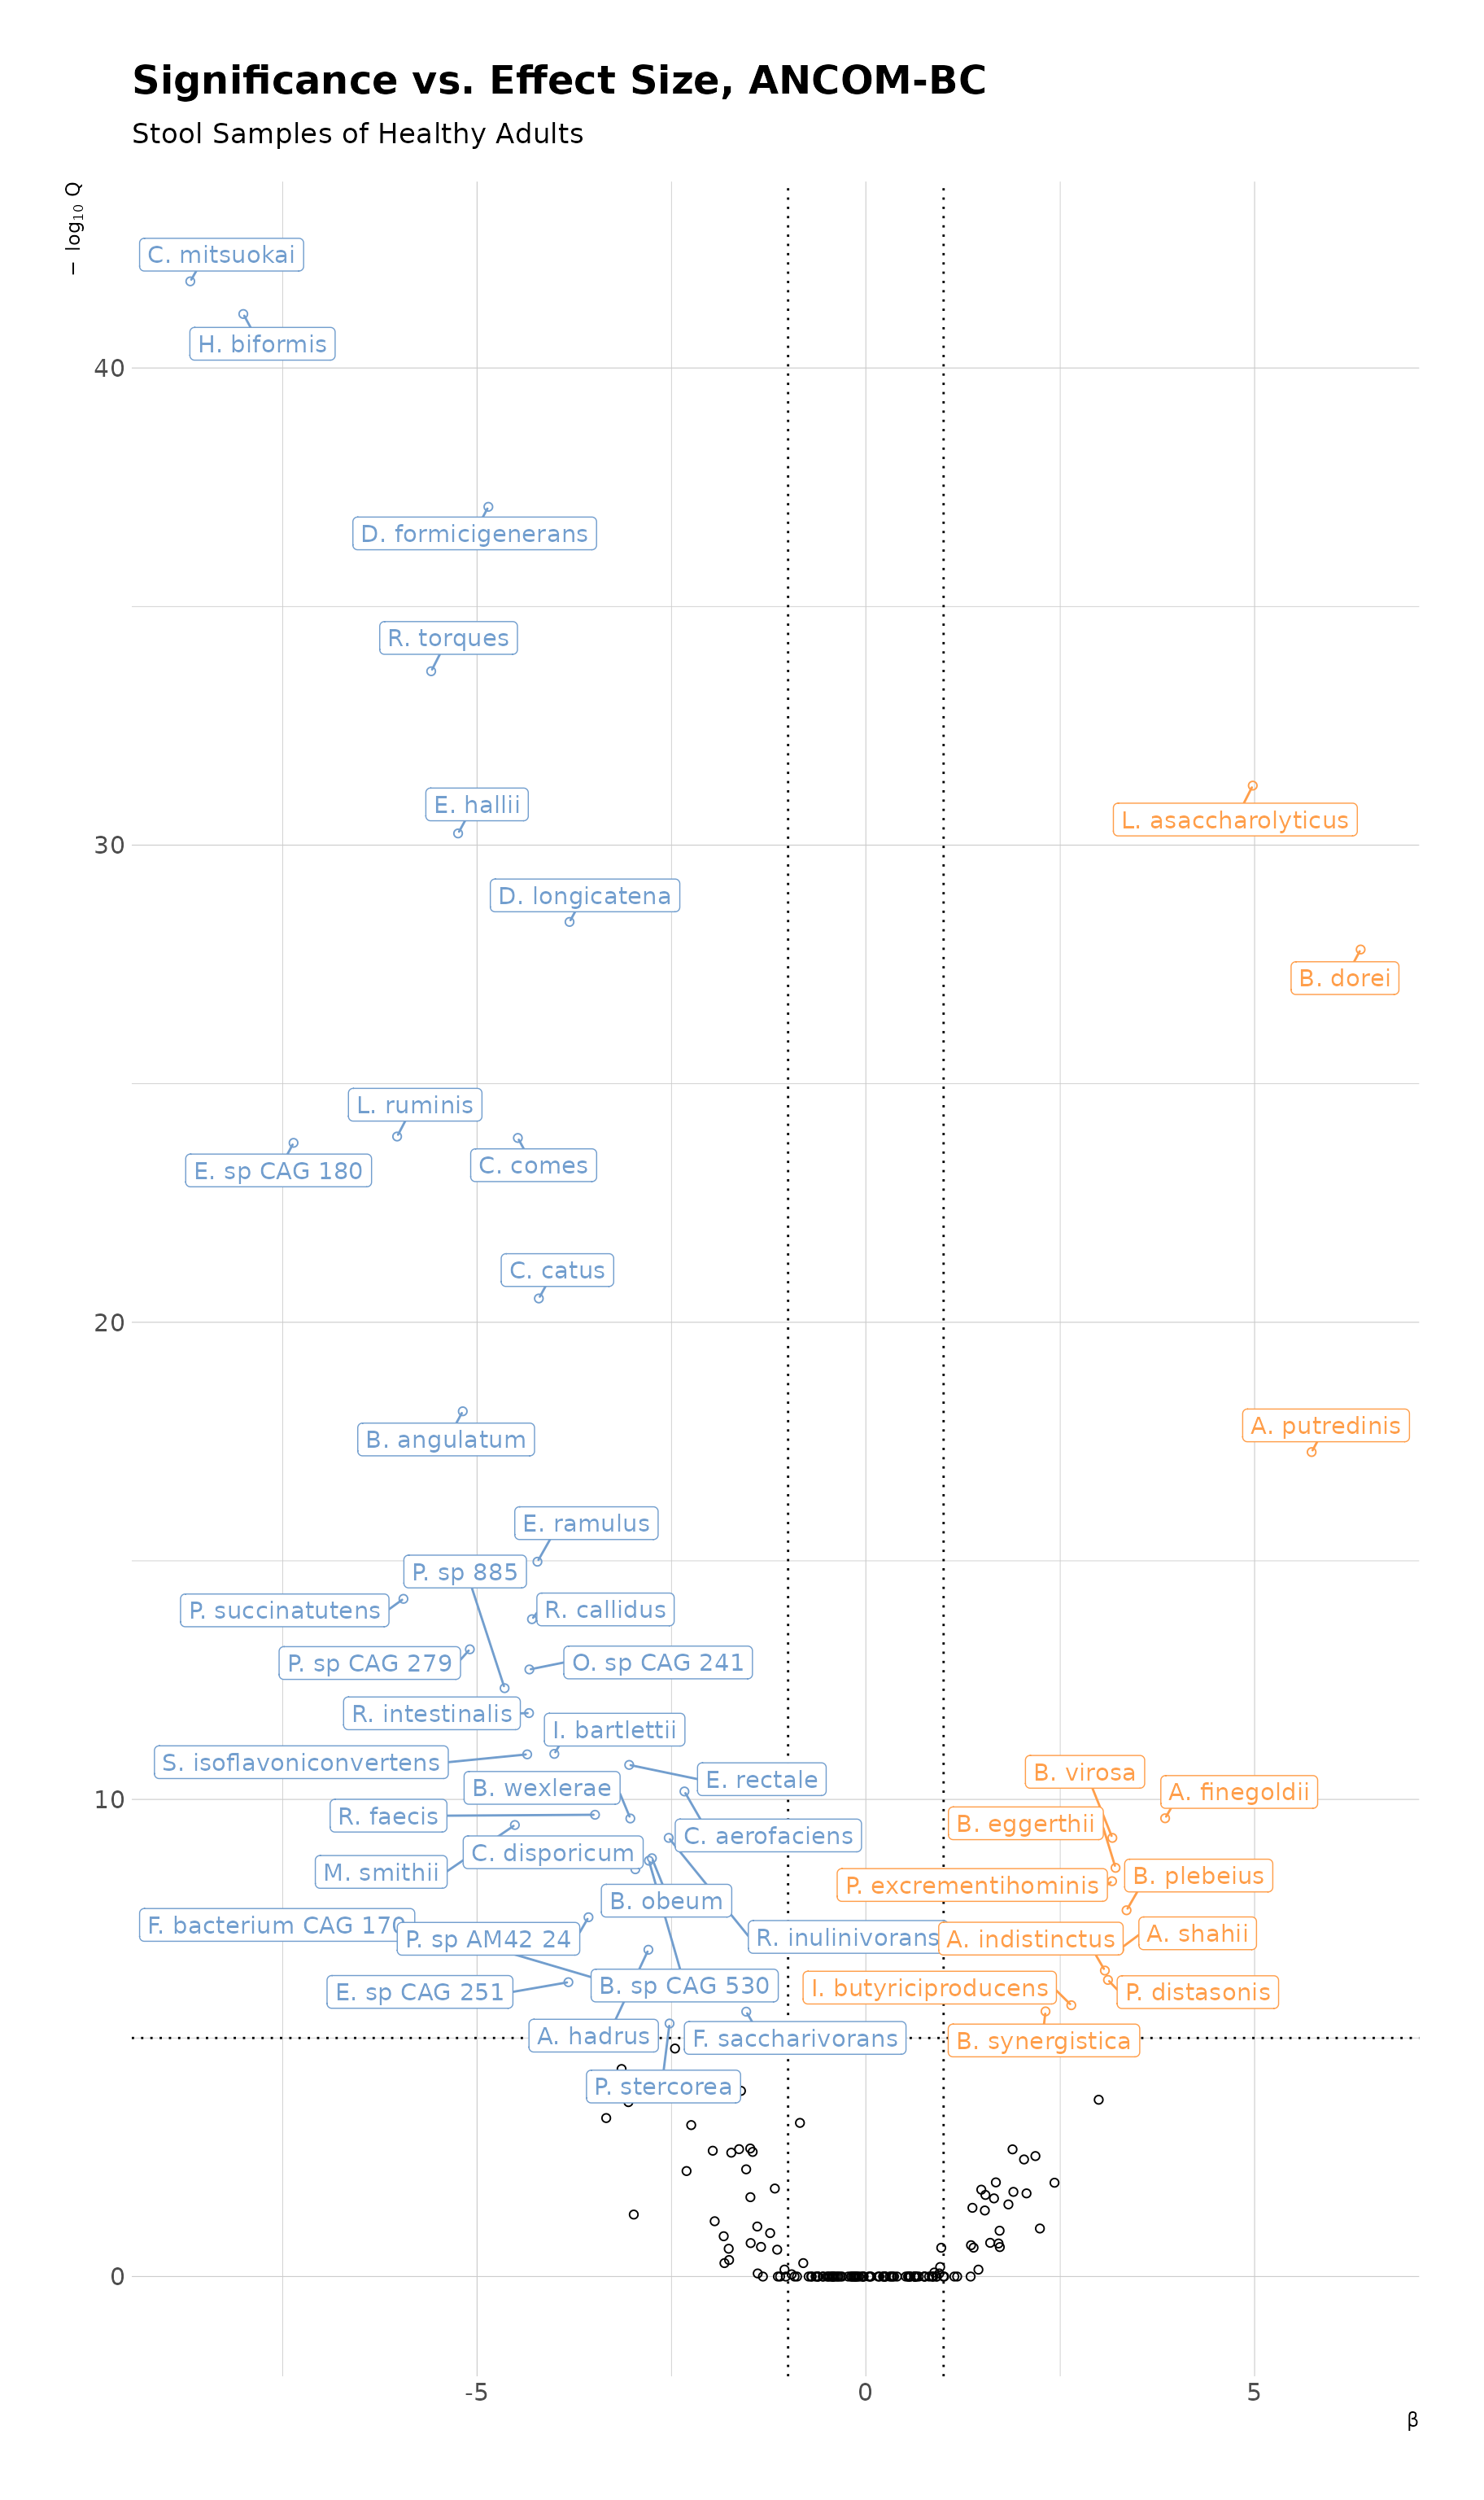 Significance vs. Effect Size, ANCOM-BC
Stool Samples of Healthy Adults
− log₁₀ Q
C. mitsuokai
H. biformis
40
D. formicigenerans
R. torques
E. hallii
L. asaccharolyticus
30
D. longicatena
B. dorei
L. ruminis
C. comes
E. sp CAG 180
C. catus
20
A. putredinis
B. angulatum
E. ramulus
P. sp 885
P. succinatutens
R. callidus
P. sp CAG 279
O. sp CAG 241
R. intestinalis
I. bartlettii
S. isoflavoniconvertens
B. virosa
E. rectale
B. wexlerae
A. finegoldii
10
R. faecis
B. eggerthii
C. aerofaciens
C. disporicum
M. smithii
B. plebeius
P. excrementihominis
B. obeum
F. bacterium CAG 170
A. shahii
R. inulinivorans
A. indistinctus
P. sp AM42 24
B. sp CAG 530
I. butyriciproducens
E. sp CAG 251
P. distasonis
A. hadrus
F. saccharivorans
B. synergistica
P. stercorea
0
-5
0
5
β